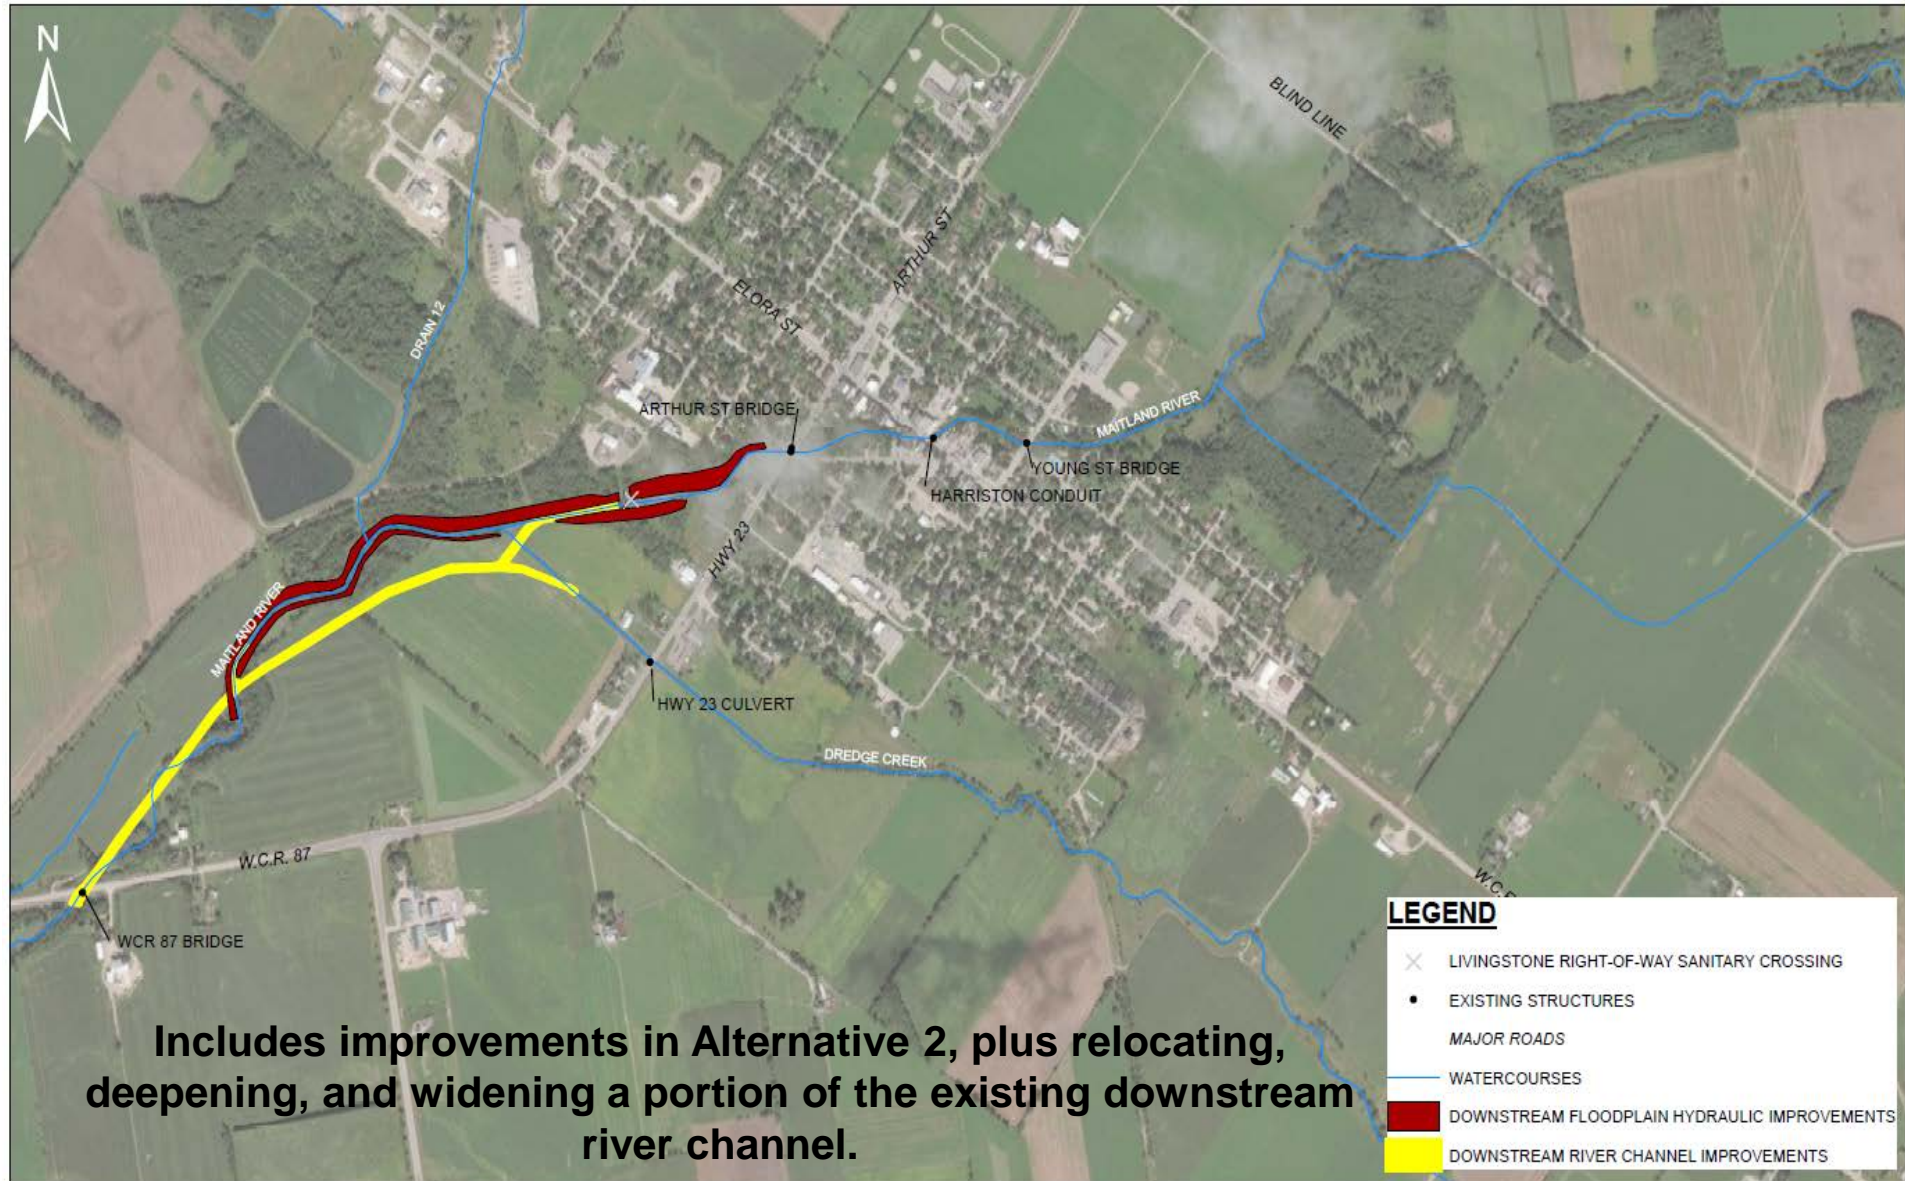 N
BLIND LINE
ARTHUR ST
ELORA ST
DRAIN 12
ARTHUR ST BRIDGE
MAITLAND RIVER
YOUNG ST BRIDGE
HARRISTON CONDUIT
HWY 23
MAITLAND RIVER
HWY 23 CULVERT
DREDGE CREEK
W.C.R. 87
WCR 87 BRIDGE
LEGEND
LIVINGSTONE RIGHT-OF-WAY SANITARY CROSSING
EXISTING STRUCTURES
MAJOR ROADS
WATERCOURSES
DOWNSTREAM FLOODPLAIN HYDRAULIC IMPROVEMENTS
DOWNSTREAM RIVER CHANNEL IMPROVEMENTS
Includes improvements in Alternative 2, plus relocating,
deepening, and widening a portion of the existing downstream
river channel.